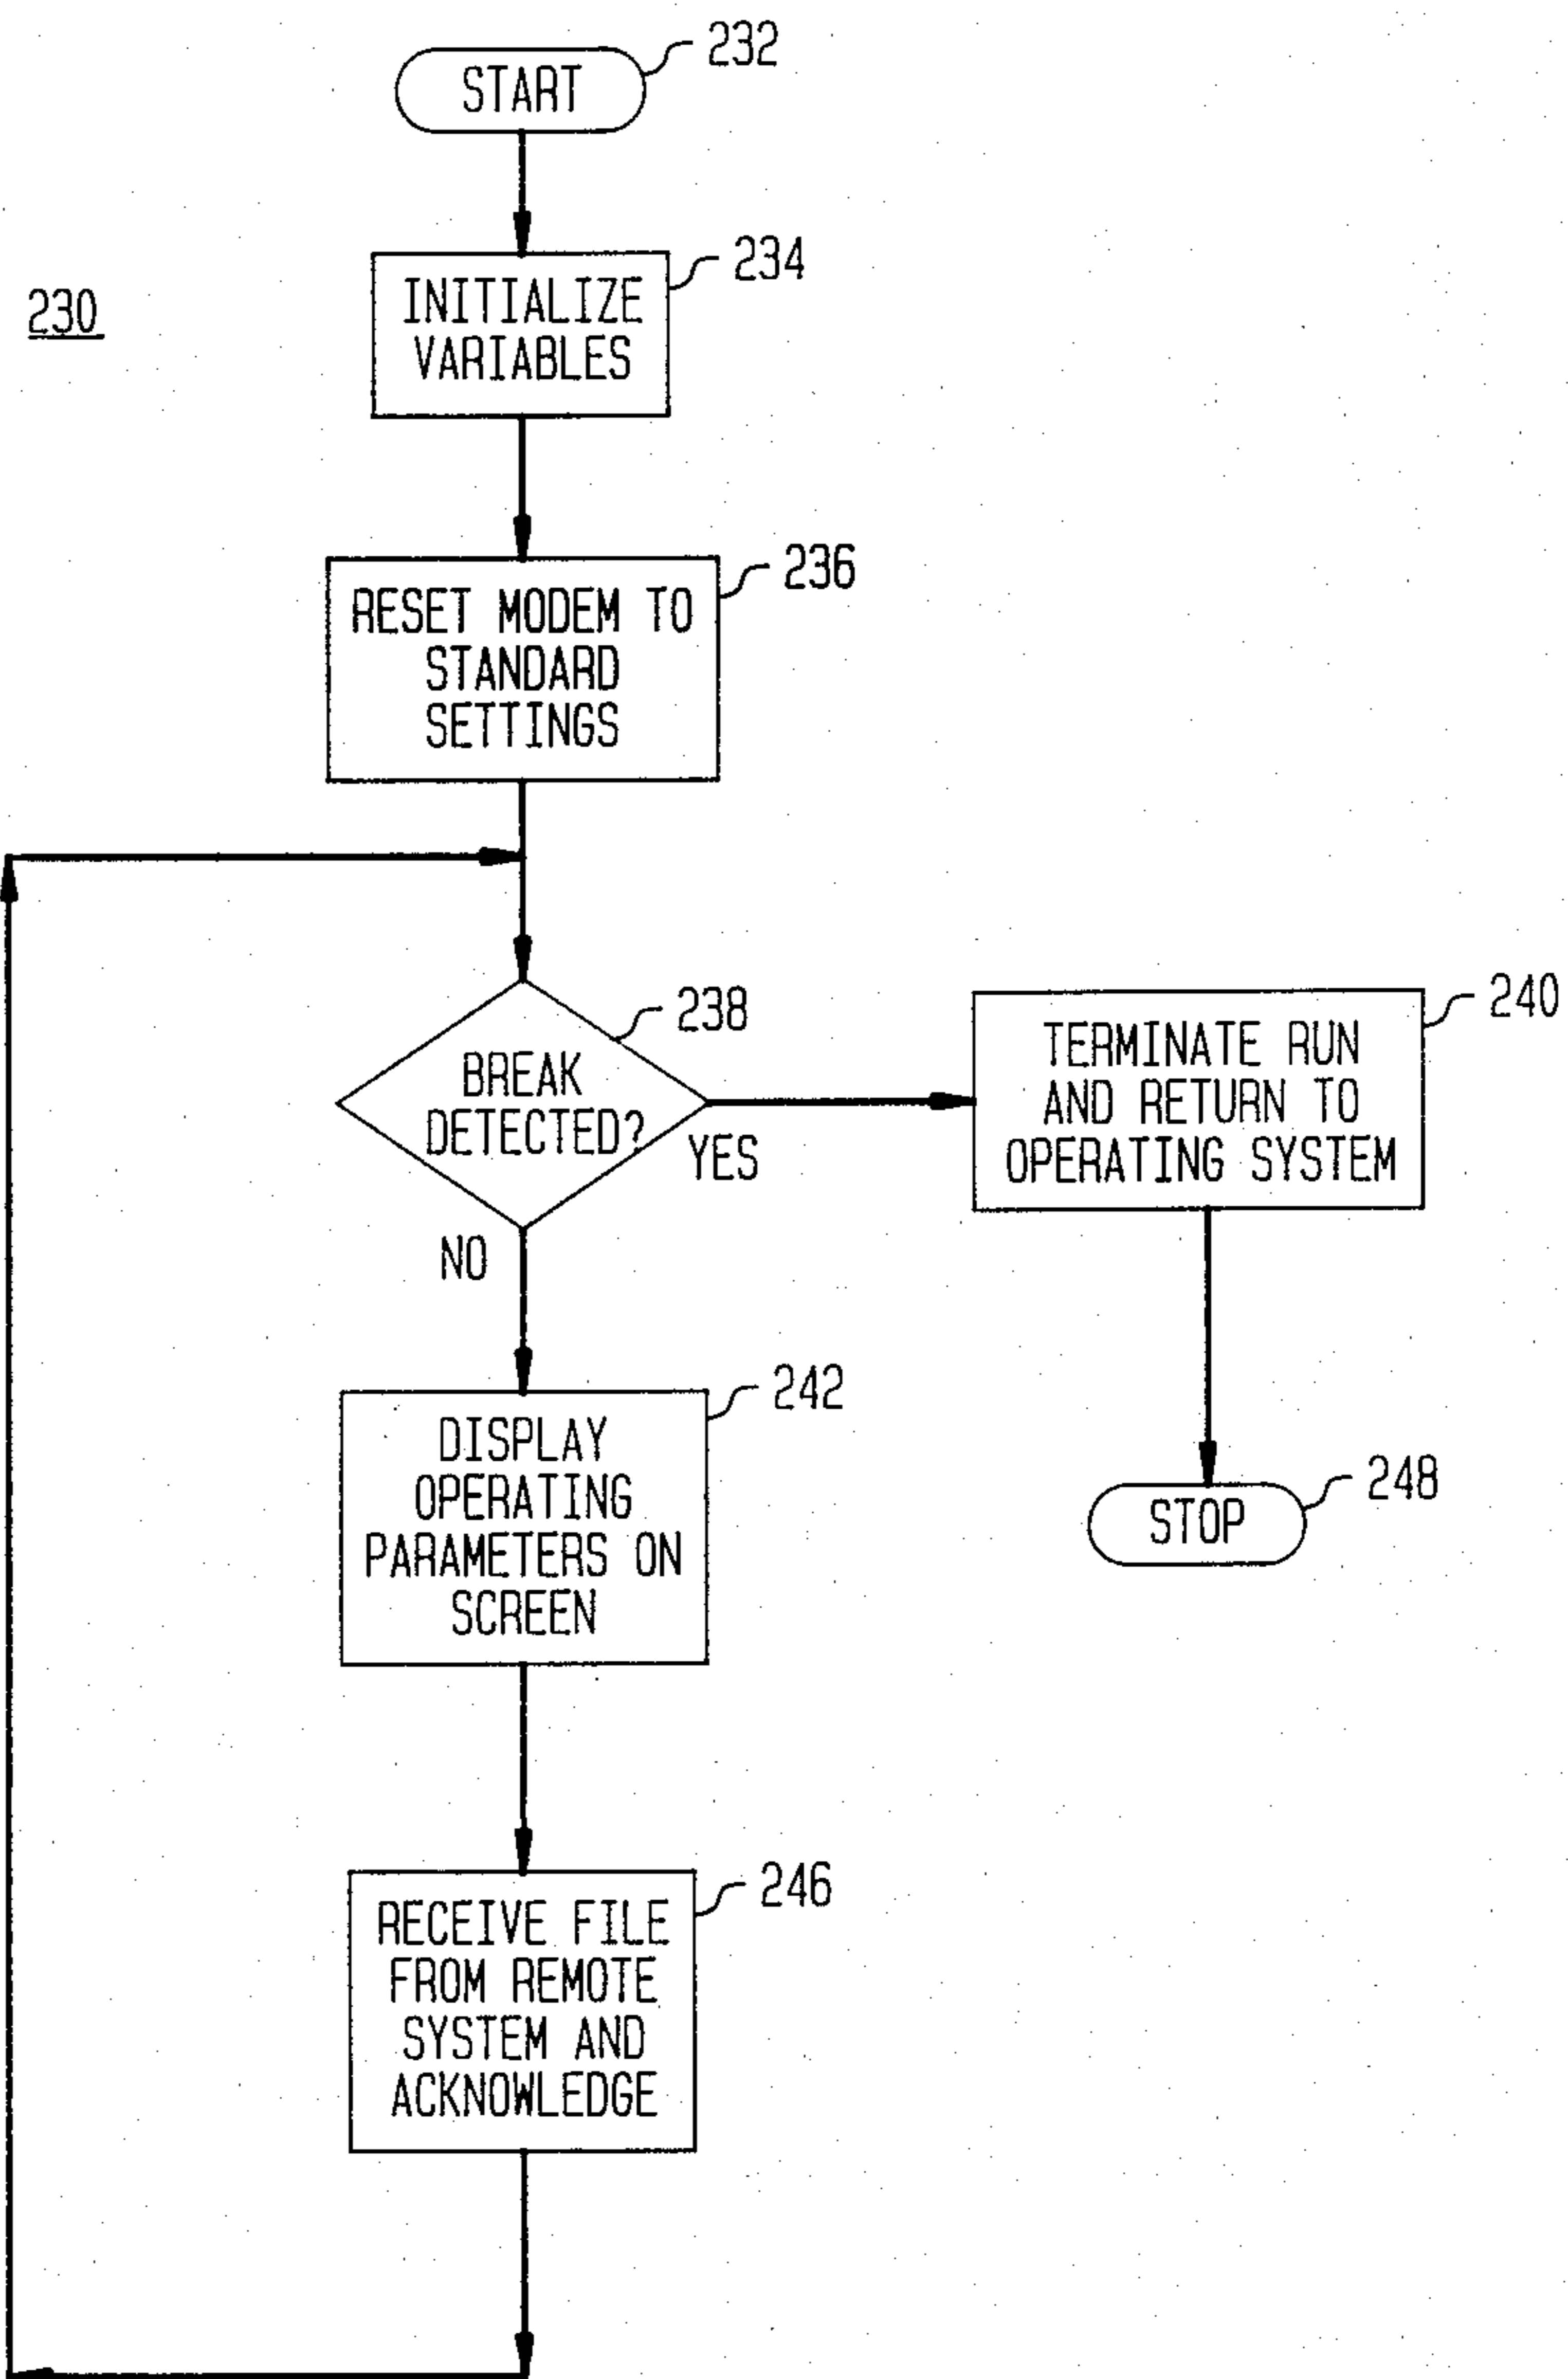 232
START
234
230
INITIALIZE
VARIABLES
236
RESET MODEM TO
STANDARD
SETTINGS
238
BREAK
DETECTED?
YES
NO
240
TERMINATE RUN
AND RETURN TO
OPERATING SYSTEM
242
DISPLAY
OPERATING
PARAMETERS ON
SCREEN
248
STOP
246
RECEIVE FILE
FROM REMOTE
SYSTEM AND
ACKNOWLEDGE